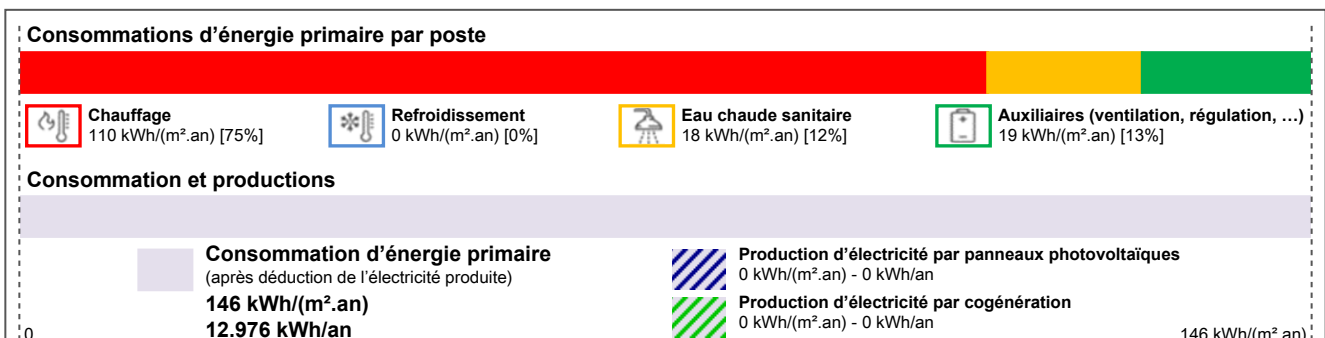 Consommations d’énergie primaire par poste
Chauffage
110 kWh/(m².an) [75%]
Refroidissement
0 kWh/(m².an) [0%]
Eau chaude sanitaire
18 kWh/(m².an) [12%]
Auxiliaires (ventilation, régulation, …)
19 kWh/(m².an) [13%]
Consommation et productions
Consommation d’énergie primaire
(après déduction de l’électricité produite)
146 kWh/(m².an)
12.976 kWh/an
Production d’électricité par panneaux photovoltaïques
0 kWh/(m².an) - 0 kWh/an
Production d’électricité par cogénération
0 kWh/(m².an) - 0 kWh/an
0
146 kWh/(m².an)